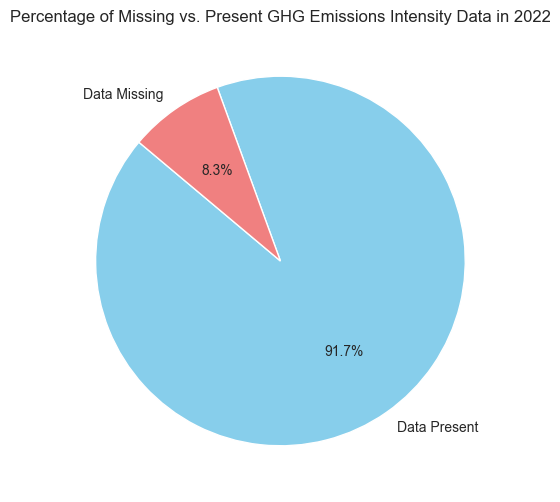 Percentage of Missing vs. Present GHG Emissions Intensity Data in 2022
Data Missing
8.3%
91.7%
Data Present